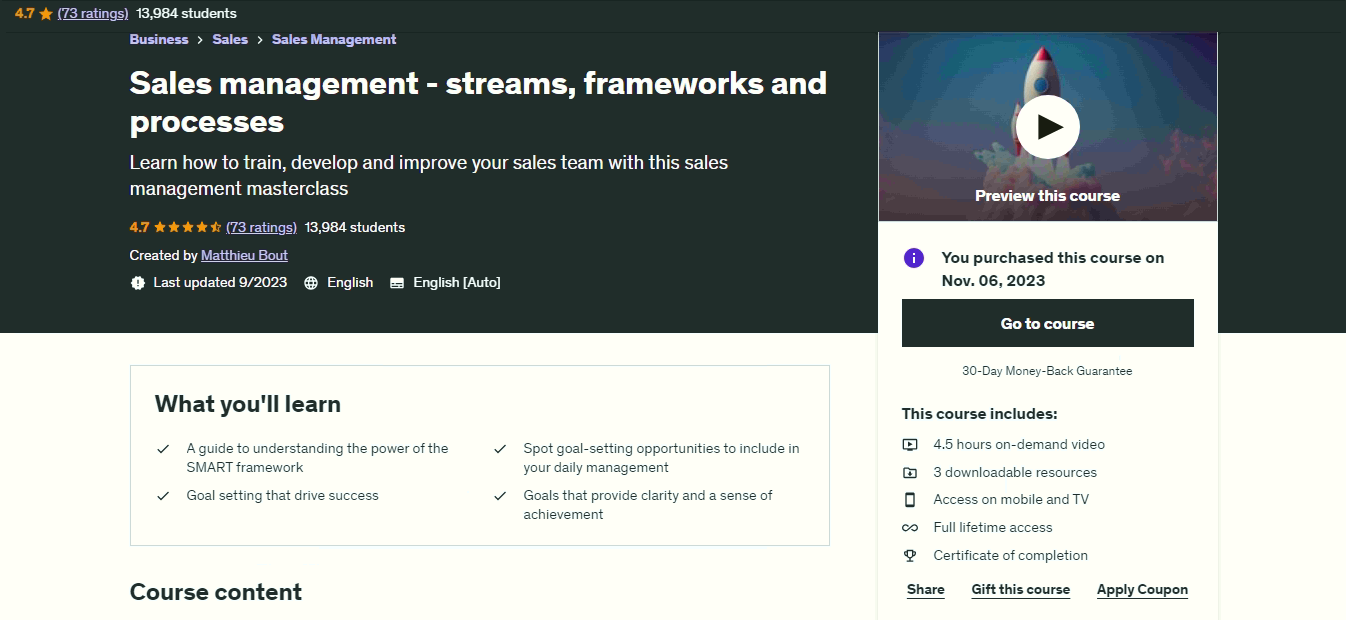 4.7 (73 ratings) 13,984 students
Business > Sales > Sales Management
Sales management - streams, frameworks and
processes
Learn how to train, develop and improve your sales team with this sales
management masterclass
4.7 (73 ratings) 13,984 students
Created by Matthieu Bout
Last updated 9/2023 English English [Auto]
Preview this course
You purchased this course on
Nov. 06, 2023
Go to course
30-Day Money-Back Guarantee
This course includes:
4.5 hours on-demand video
3 downloadable resources
Access on mobile and TV
Full lifetime access
Certificate of completion
Share Gift this course Apply Coupon
What you'll learn
A guide to understanding the power of the
SMART framework
Goal setting that drive success
Spot goal-setting opportunities to include in
your daily management
Goals that provide clarity and a sense of
achievement
Course content